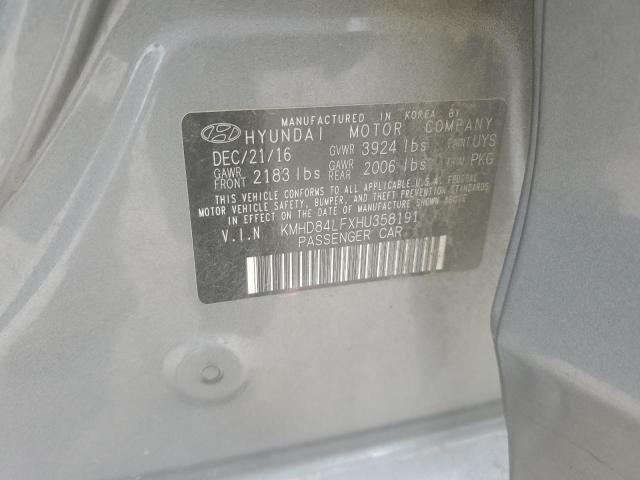 MANUFACTURED IN KOREA BY
HYUNDAI MOTOR COMPANY
DEC/21/16 GVWR 3924 lbs PAINT UYS
GAWR FRONT 2183 lbs GAWR REAR 2006 lbs TRIM PKG
THIS VEHICLE CONFORMS TO ALL APPLICABLE U.S.A. FEDERAL
MOTOR VEHICLE SAFETY, BUMPER, AND THEFT PREVENTION STANDARDS
IN EFFECT ON THE DATE OF MANUFACTURE SHOWN ABOVE
V.I.N KMHD84LFXHU358191
PASSENGER CAR